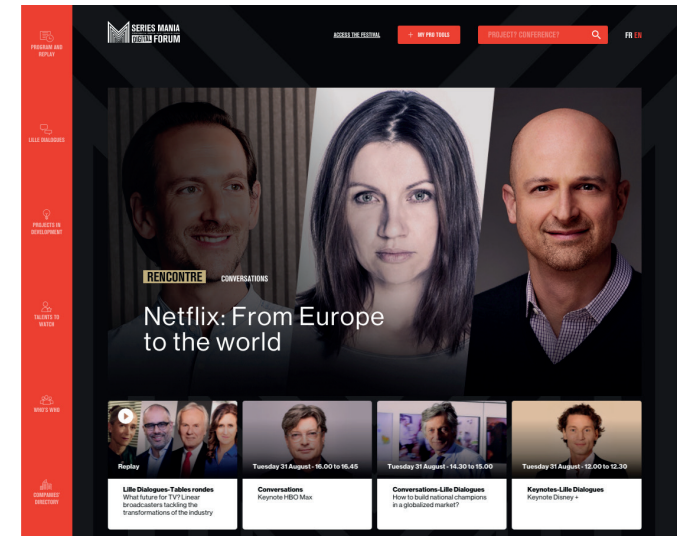 PROGRAM AND
REPLAY
LILLE DIALOGUES
PROJECTS IN
DEVELOPMENT
TALENTS TO
WATCH
WHO'S WHO
COMPANIES'
DIRECTORY
SERIES MANIA
DIGITAL FORUM
ACCESS THE FESTIVAL
+ MY PRO TOOLS
PROJECT? CONFERENCE?
FR EN
RENCONTRE CONVERSATIONS
Netflix: From Europe
to the world
Replay
Lille Dialogues-Tables rondes
What future for TV? Linear
broadcasters tackling the
transformations of the industry
Tuesday 31 August - 16.00 to 16.45
Conversations
Keynote HBO Max
Tuesday 31 August - 14.30 to 15.00
Conversations-Lille Dialogues
How to build national champions
in a globalized market?
Tuesday 31 August - 12.00 to 12.30
Keynotes-Lille Dialogues
Keynote Disney +